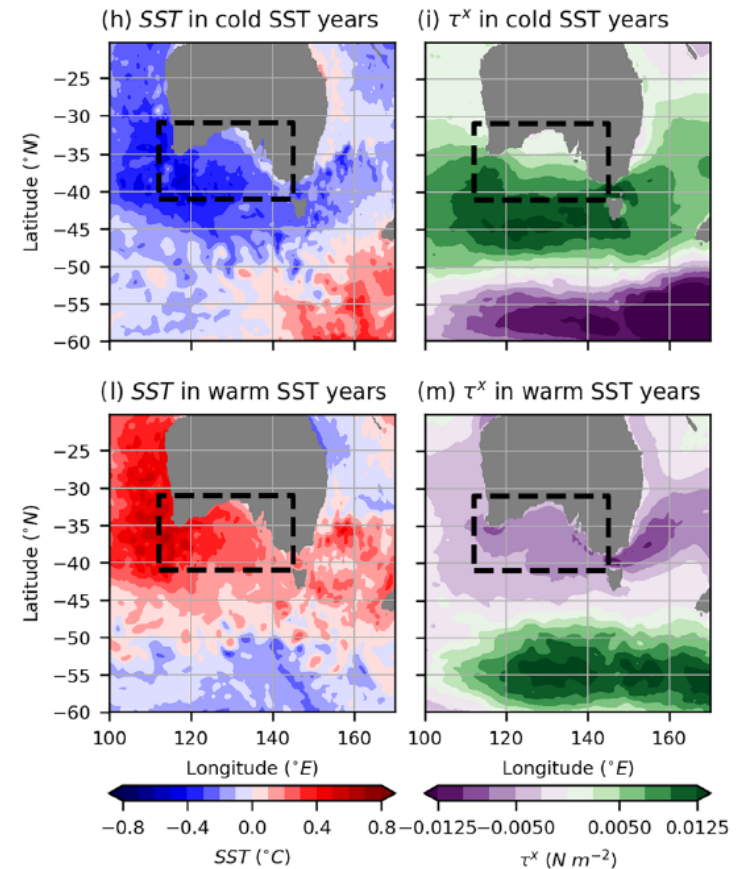 (h) SST in cold SST years
(i) τˣ in cold SST years
Latitude (°N)
−25
−30
−35
−40
−45
−50
−55
−60
(l) SST in warm SST years
(m) τˣ in warm SST years
Latitude (°N)
−25
−30
−35
−40
−45
−50
−55
−60
100 120 140 160
120 140 160
Longitude (°E)
Longitude (°E)
−0.8 −0.4 0.0 0.4 0.8
−0.0125 −0.0050 0.0050 0.0125
SST (°C)
τˣ (N m⁻²)